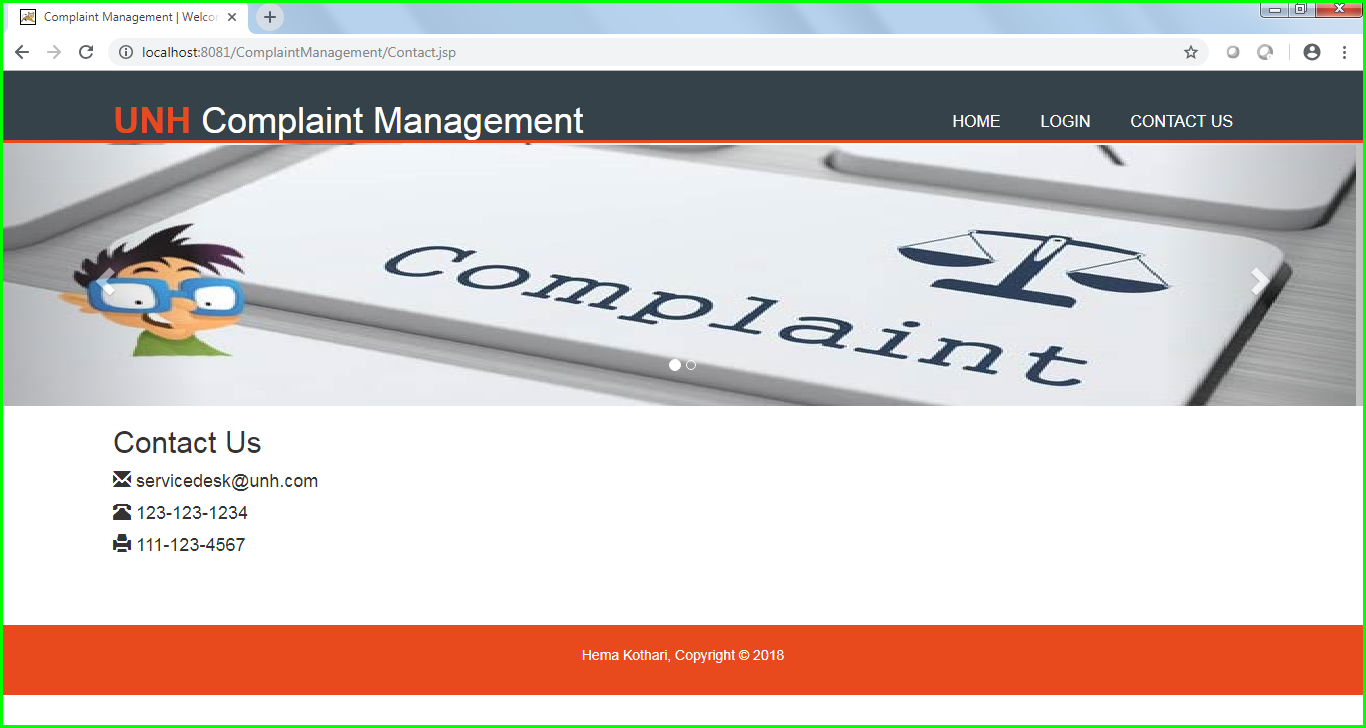 Complaint Management | Welcor
localhost:8081/ComplaintManagement/Contact.jsp
UNH Complaint Management
HOME LOGIN CONTACT US
Complaint
Contact Us
servicedesk@unh.com
123-123-1234
111-123-4567
Hema Kothari, Copyright © 2018